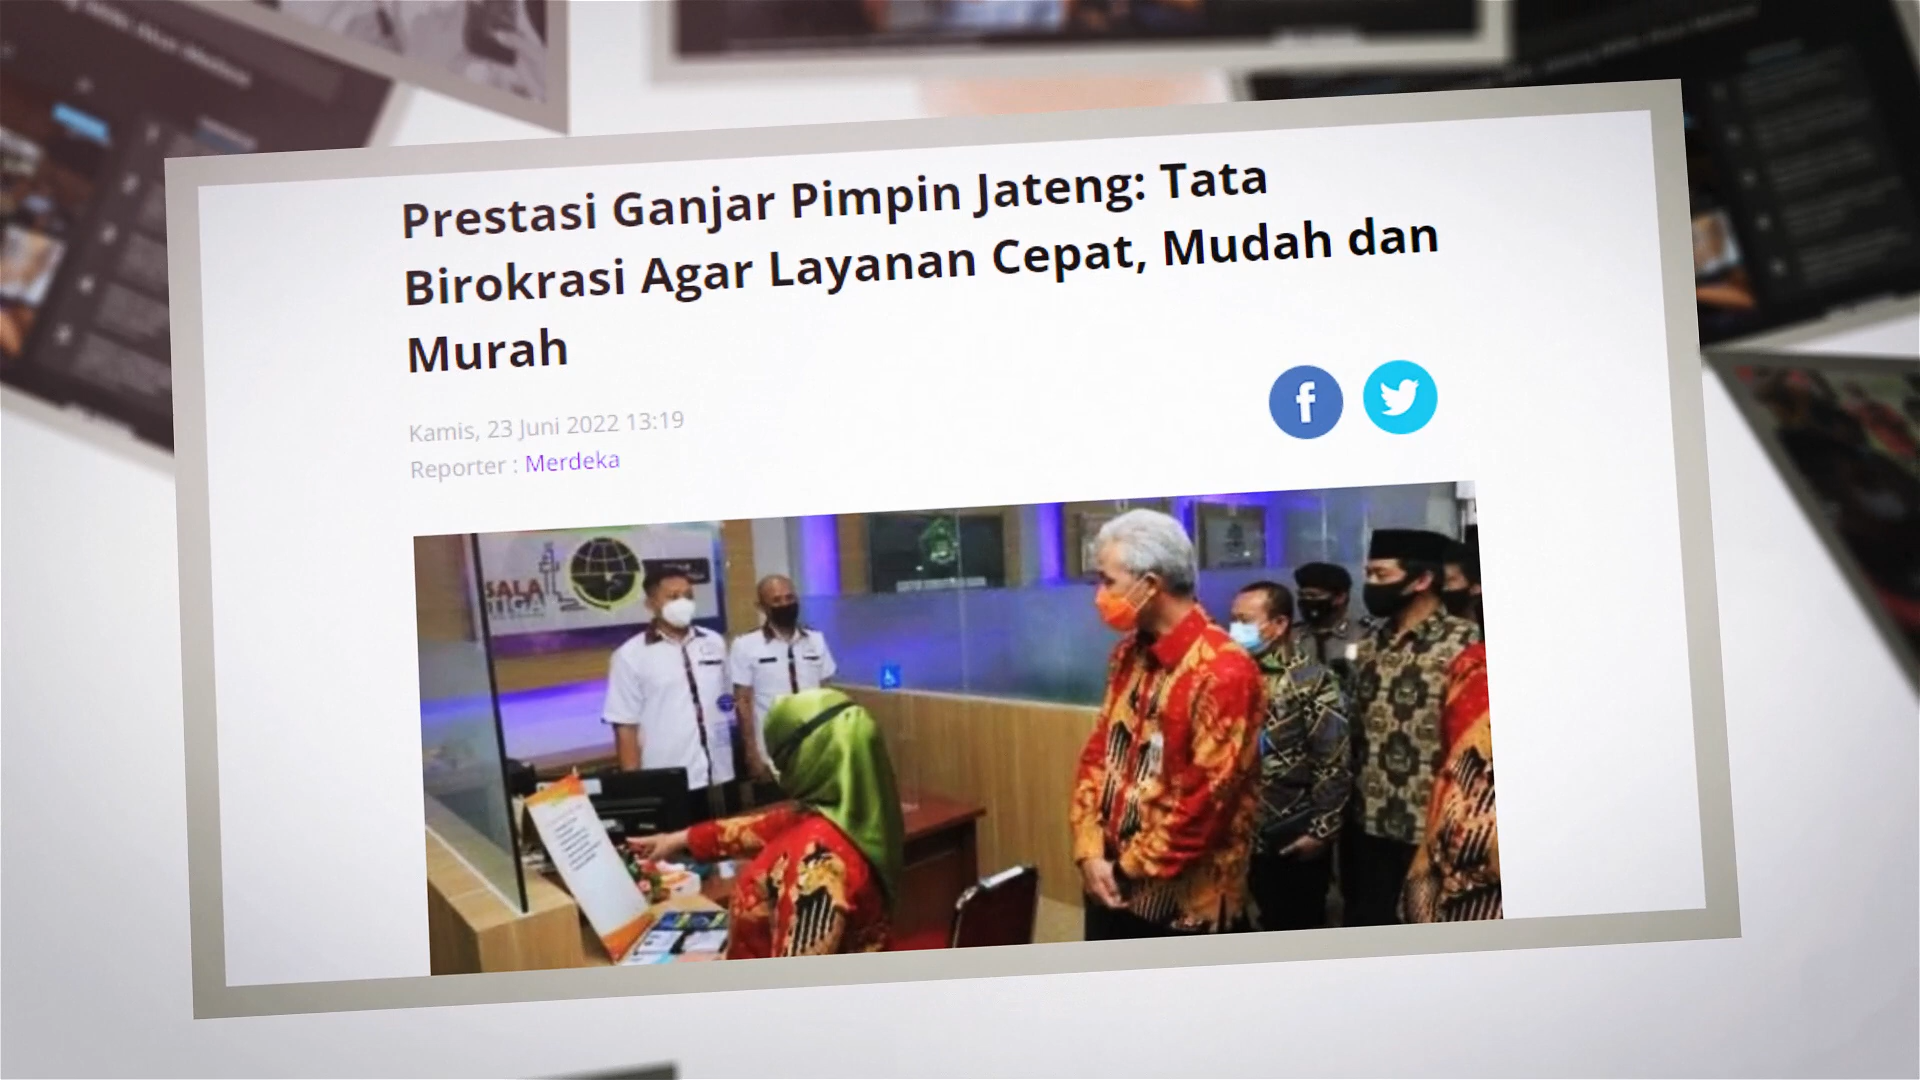 Prestasi Ganjar Pimpin Jateng: Tata
Birokrasi Agar Layanan Cepat, Mudah dan
Murah
Kamis, 23 Juni 2022 13:19
Reporter : Merdeka
SALA
TIGA